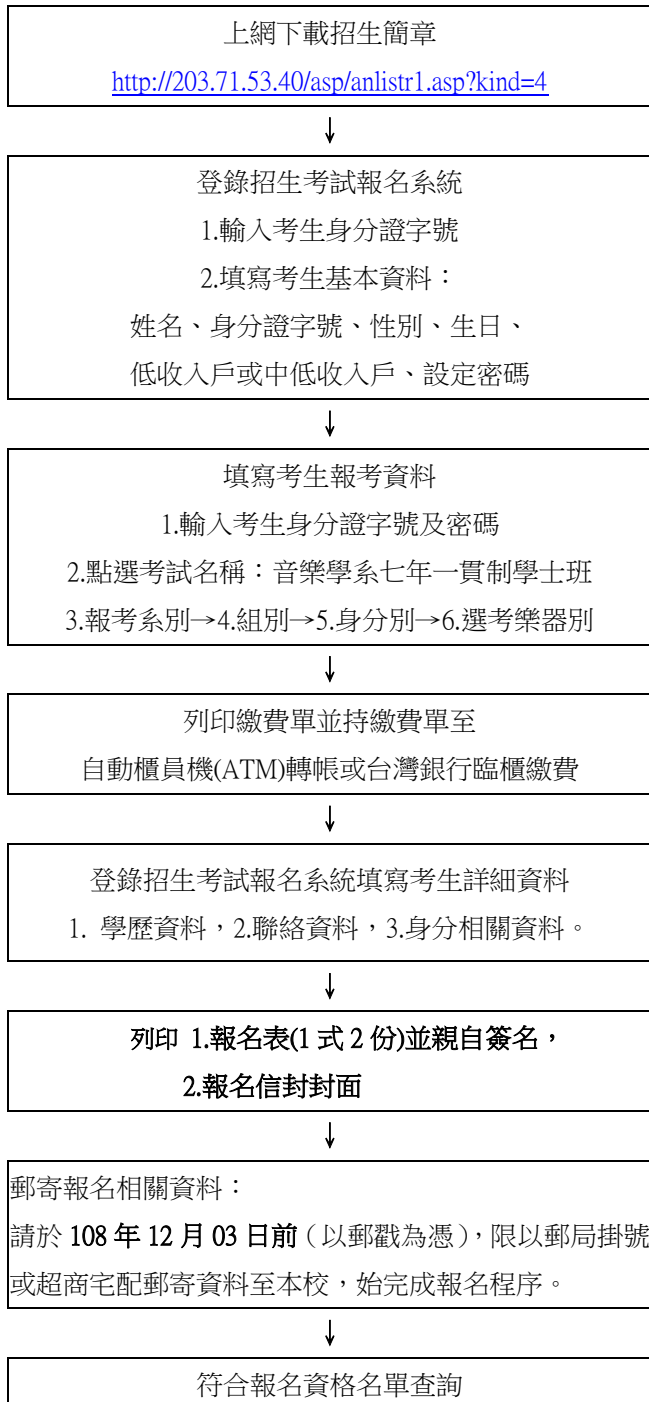 上網下載招生簡章
http://203.71.53.40/asp/anlistr1.asp?kind=4
↓
登錄招生考試報名系統
1.輸入考生身分證字號
2.填寫考生基本資料：
姓名、身分證字號、性別、生日、
低收入戶或中低收入戶、設定密碼
↓
填寫考生報考資料
1.輸入考生身分證字號及密碼
2.點選考試名稱：音樂學系七年一貫制學士班
3.報考系別→4.組別→5.身分別→6.選考樂器別
↓
列印繳費單並持繳費單至
自動櫃員機(ATM)轉帳或台灣銀行臨櫃繳費
↓
登錄招生考試報名系統填寫考生詳細資料
1. 學歷資料，2.聯絡資料，3.身分相關資料。
↓
列印 1.報名表(1 式 2 份)並親自簽名，
2.報名信封封面
↓
郵寄報名相關資料：
請於 108 年 12 月 03 日前（以郵戳為憑），限以郵局掛號
或超商宅配郵寄資料至本校，始完成報名程序。
↓
符合報名資格名單查詢